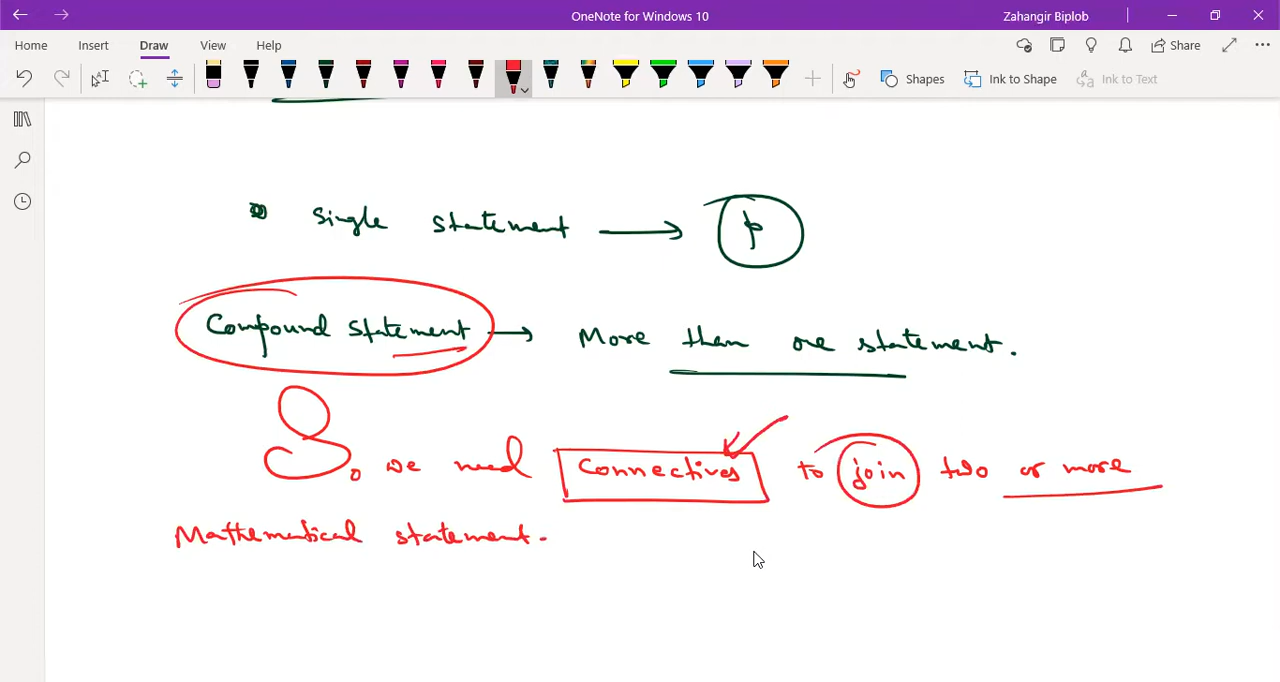 OneNote for Windows 10
Zahangir Biplob
Home Insert Draw View Help
Share
Shapes Ink to Shape Ink to Text
single statement → p
Compound statement → More than one statement.
So we need Connectives to join two or more
Mathematical statement.